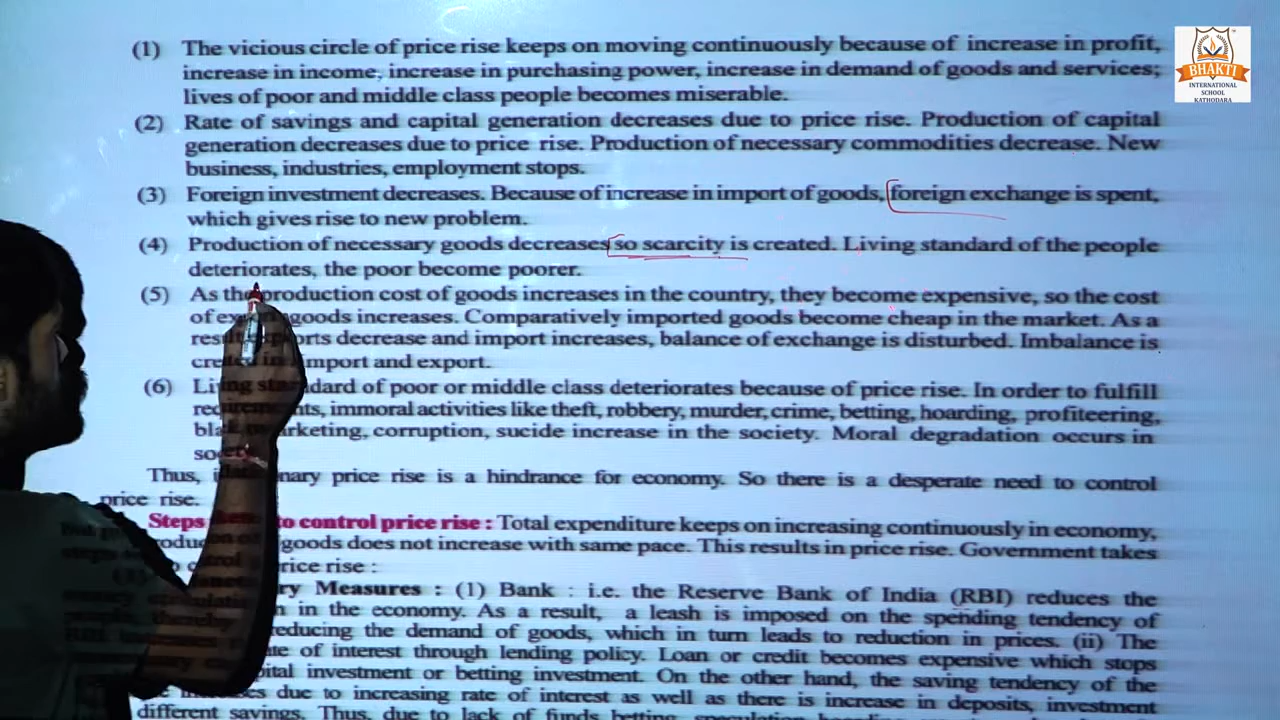 (1) The vicious circle of price rise keeps on moving continuously because of increase in profit,
increase in income, increase in purchasing power, increase in demand of goods and services;
lives of poor and middle class people becomes miserable.
(2) Rate of savings and capital generation decreases due to price rise. Production of capital
generation decreases due to price rise. Production of necessary commodities decrease. New
business, industries, employment stops.
(3) Foreign investment decreases. Because of increase in import of goods, foreign exchange is spent,
which gives rise to new problem.
(4) Production of necessary goods decreases so scarcity is created. Living standard of the people
deteriorates, the poor become poorer.
(5) As the production cost of goods increases in the country, they become expensive, so the cost
of goods increases. Comparatively imported goods become cheap in the market. As a
decrease and import increases, balance of exchange is disturbed. Imbalance is
import and export.
(6) Living standard of poor or middle class deteriorates because of price rise. In order to fulfill
immoral activities like theft, robbery, murder, crime, betting, hoarding, profiteering,
corruption, sucide increase in the society. Moral degradation occurs in
Thus, price rise is a hindrance for economy. So there is a desperate need to control
price rise.
Steps to control price rise : Total expenditure keeps on increasing continuously in economy,
goods does not increase with same pace. This results in price rise. Government takes
price rise :
Measures : (1) Bank : i.e. the Reserve Bank of India (RBI) reduces the
in the economy. As a result, a leash is imposed on the spending tendency of
reducing the demand of goods, which in turn leads to reduction in prices. (ii) The
rate of interest through lending policy. Loan or credit becomes expensive which stops
investment or betting investment. On the other hand, the saving tendency of the
due to increasing rate of interest as well as there is increase in deposits, investment
different savings. Thus, due to lack of funds betting, speculation
BHAKTI
INTERNATIONAL
SCHOOL
KATHODARA